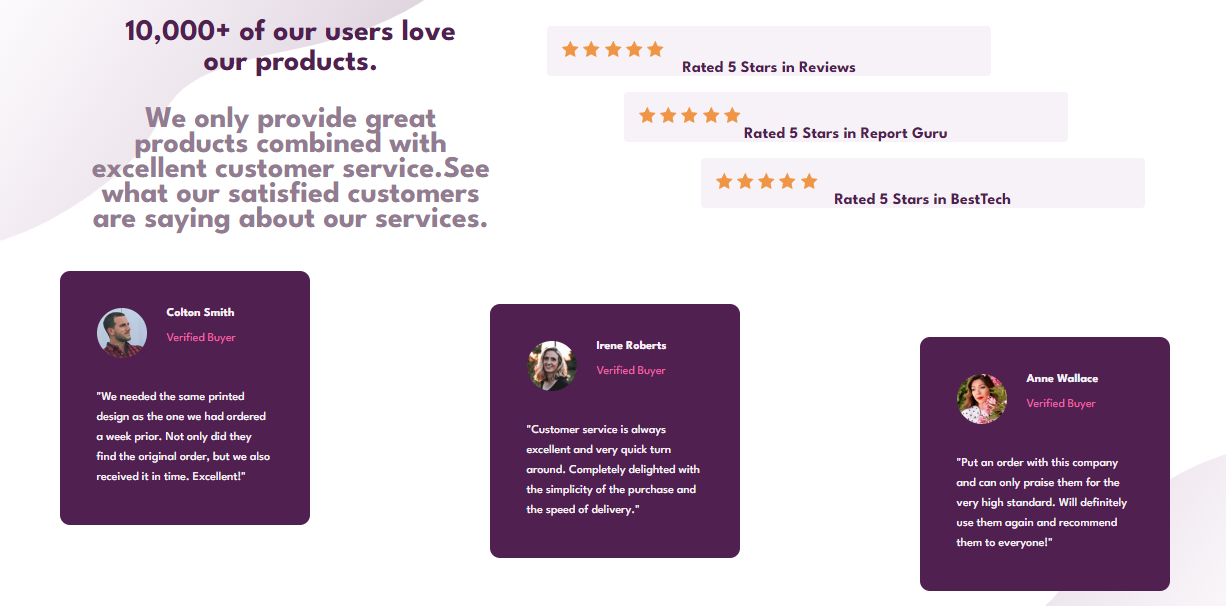 10,000+ of our users love
our products.
We only provide great
products combined with
excellent customer service.See
what our satisfied customers
are saying about our services.
Rated 5 Stars in Reviews
Rated 5 Stars in Report Guru
Rated 5 Stars in BestTech
Colton Smith
Verified Buyer
"We needed the same printed
design as the one we had ordered
a week prior. Not only did they
find the original order, but we also
received it in time. Excellent!"
Irene Roberts
Verified Buyer
"Customer service is always
excellent and very quick turn
around. Completely delighted with
the simplicity of the purchase and
the speed of delivery."
Anne Wallace
Verified Buyer
"Put an order with this company
and can only praise them for the
very high standard. Will definitely
use them again and recommend
them to everyone!"